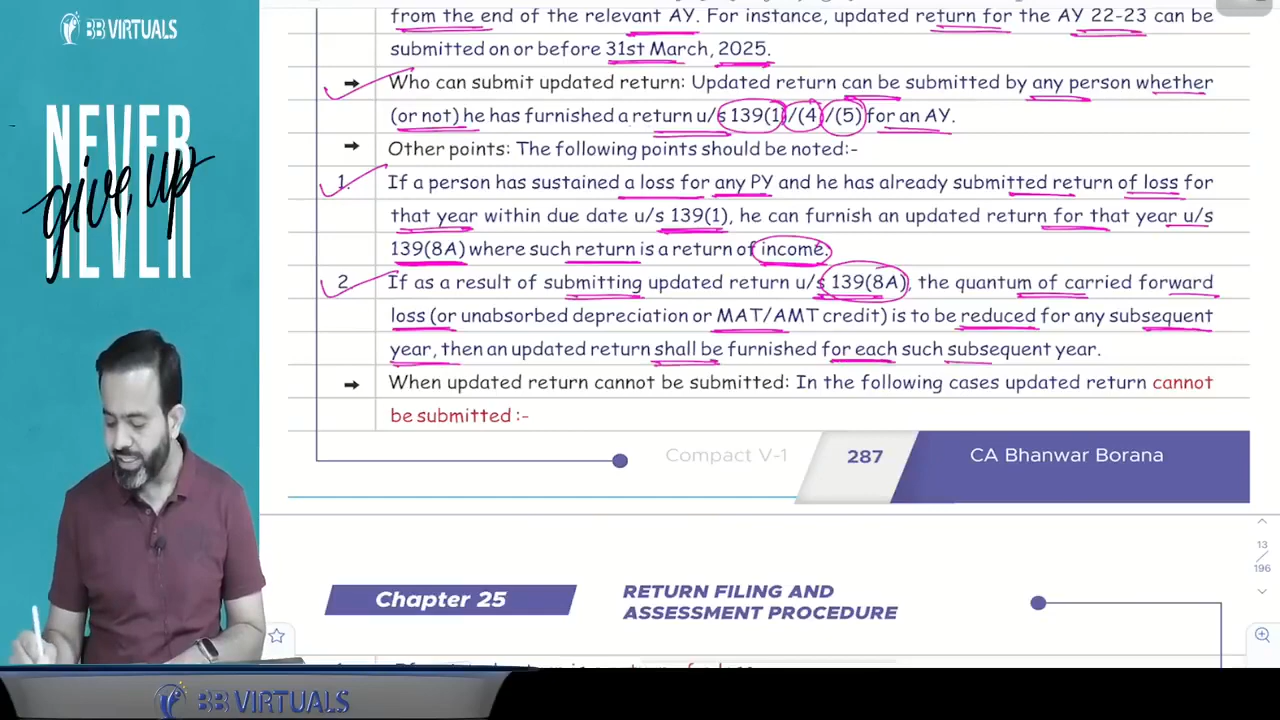 BB VIRTUALS
NEVER
give up
NEVER
from the end of the relevant AY. For instance, updated return for the AY 22-23 can be
submitted on or before 31st March, 2025.
Who can submit updated return: Updated return can be submitted by any person whether
(or not) he has furnished a return u/s 139(1)/(4)/(5) for an AY.
Other points: The following points should be noted:-
1. If a person has sustained a loss for any PY and he has already submitted return of loss for
that year within due date u/s 139(1), he can furnish an updated return for that year u/s
139(8A) where such return is a return of income.
2. If as a result of submitting updated return u/s 139(8A), the quantum of carried forward
loss (or unabsorbed depreciation or MAT/AMT credit) is to be reduced for any subsequent
year, then an updated return shall be furnished for each such subsequent year.
When updated return cannot be submitted: In the following cases updated return cannot
be submitted :-
Compact V-1 287 CA Bhanwar Borana
13
/
196
Chapter 25
RETURN FILING AND
ASSESSMENT PROCEDURE
BB VIRTUALS